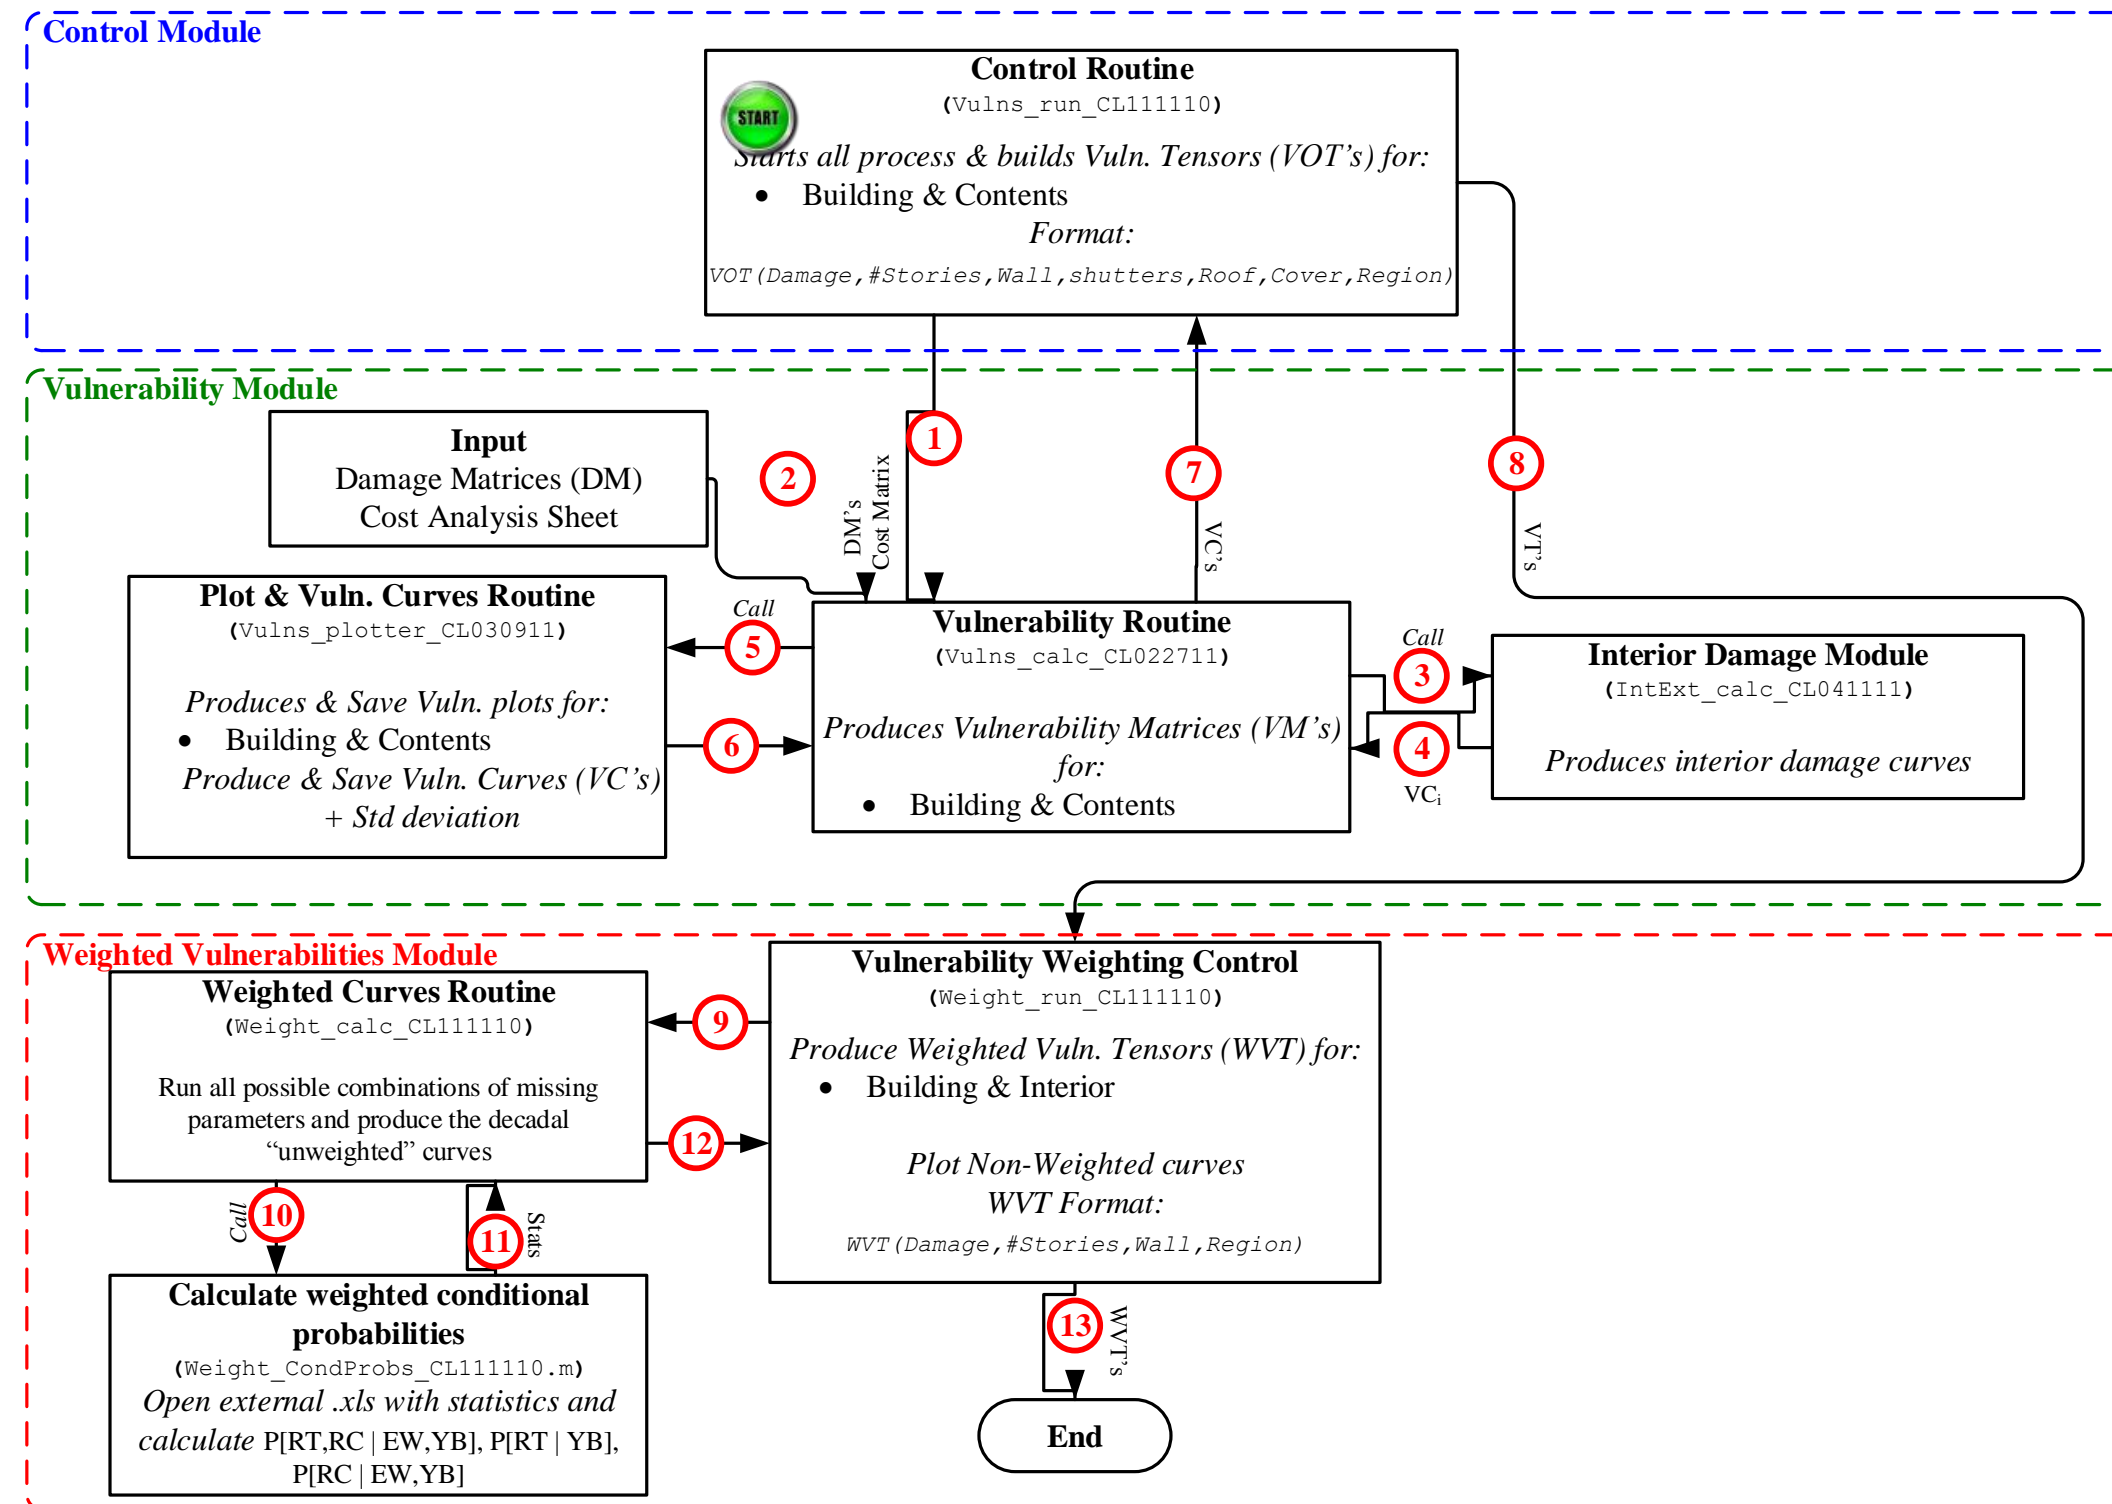 Control Module
Control Routine
(Vulns_run_CL111110)
START
Starts all process & builds Vuln. Tensors (VOT's) for:
• Building & Contents
Format:
VOT(Damage,#Stories,Wall,shutters,Roof,Cover,Region)
Vulnerability Module
Input
Damage Matrices (DM)
Cost Analysis Sheet
2
DM's
Cost Matrix
1
7
VC's
8
VT's
Plot & Vuln. Curves Routine
(Vulns_plotter_CL030911)
Produces & Save Vuln. plots for:
• Building & Contents
Produce & Save Vuln. Curves (VC's)
+ Std deviation
Call
5
6
Vulnerability Routine
(Vulns_calc_CL022711)
Produces Vulnerability Matrices (VM's)
for:
• Building & Contents
Call
3
4
VCi
Interior Damage Module
(IntExt_calc_CL041111)
Produces interior damage curves
Weighted Vulnerabilities Module
Weighted Curves Routine
(Weight_calc_CL111110)
Run all possible combinations of missing
parameters and produce the decadal
“unweighted” curves
9
12
Vulnerability Weighting Control
(Weight_run_CL111110)
Produce Weighted Vuln. Tensors (WVT) for:
• Building & Interior
Plot Non-Weighted curves
WVT Format:
WVT(Damage,#Stories,Wall,Region)
Call
10
11
Stats
Calculate weighted conditional
probabilities
(Weight_CondProbs_CL111110.m)
Open external .xls with statistics and
calculate P[RT,RC | EW,YB], P[RT | YB],
P[RC | EW,YB]
13
WVT's
End